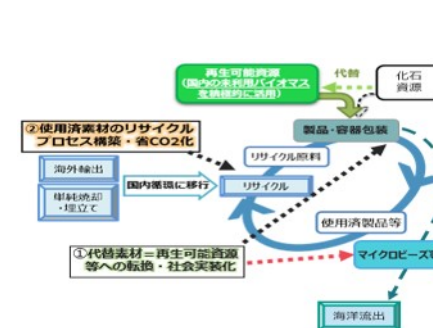 再生可能資源
(国内の未利用バイオマス
を積極的に活用)
代替
化石
資源
②使用済素材のリサイクル
プロセス構築・省CO2化
製品・容器包装
海外輸出
リサイクル原料
国内循環に移行
リサイクル
単純焼却
・埋立て
使用済製品等
①代替素材=再生可能資源
等への転換・社会実装化
マイクロビーズ
海洋流出